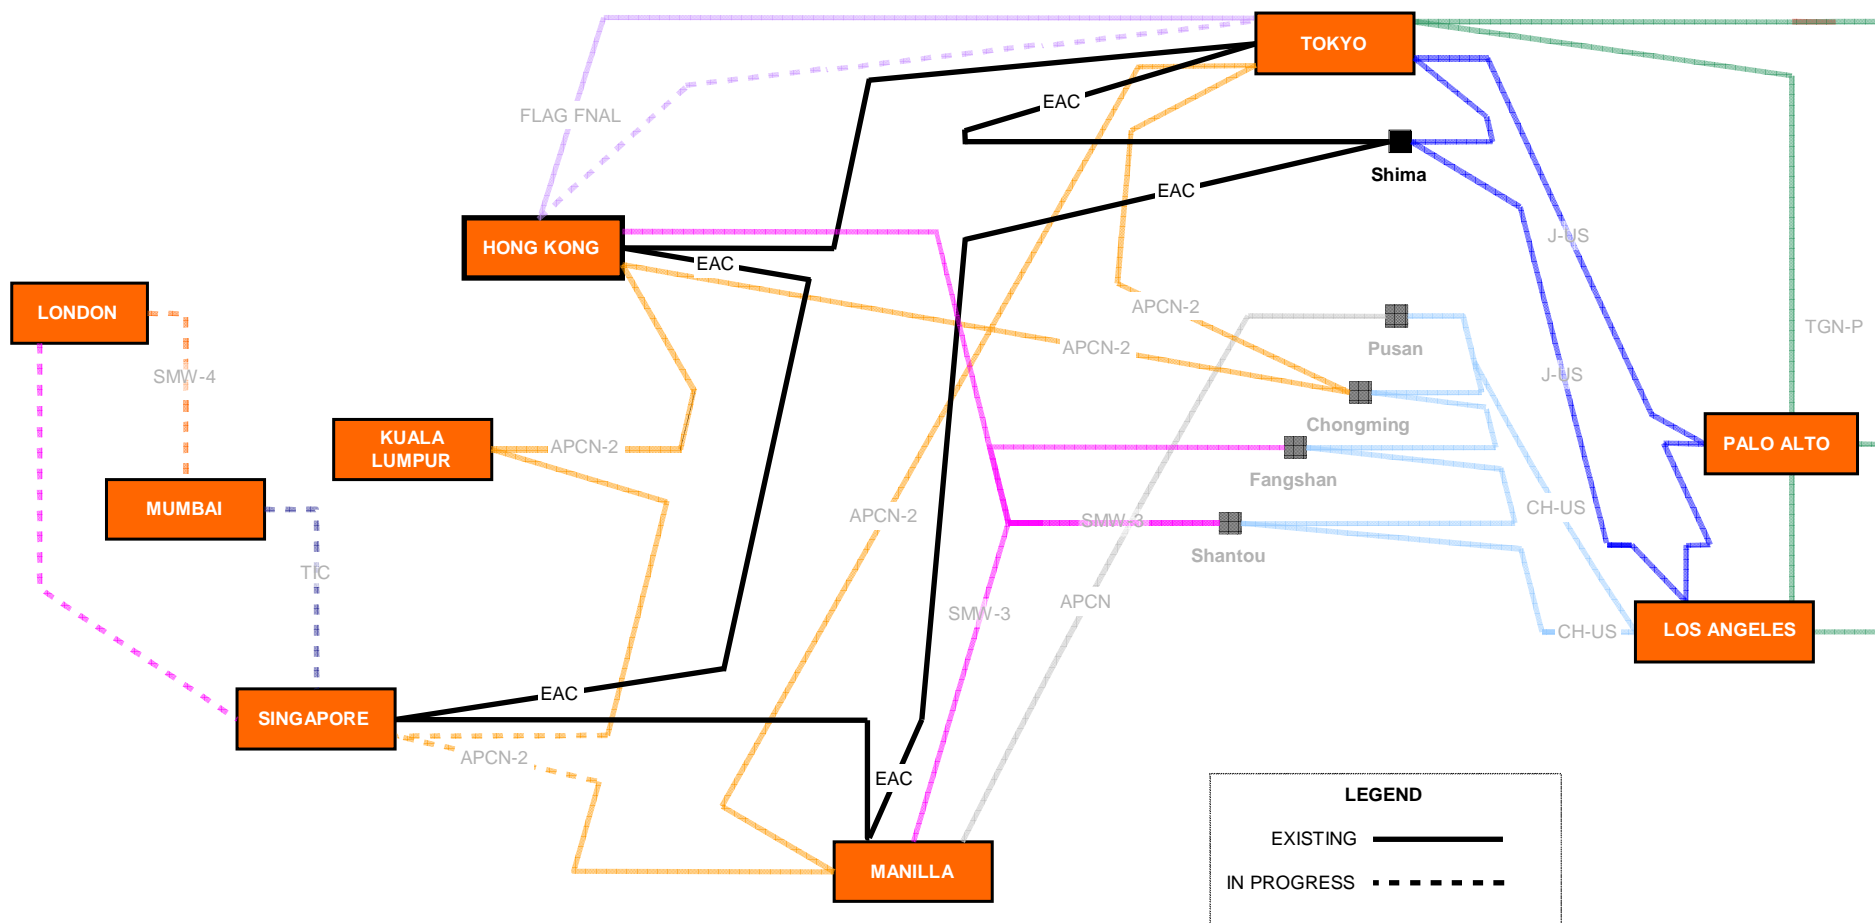 TOKYO
EAC
FLAG FNAL
Shima
EAC
J-US
HONG KONG
EAC
LONDON
APCN-2
PALO ALTO
TGN-P
Pusan
APCN-2
SMW-4
J-US
Chongming
KUALA
LUMPUR
APCN-2
Fangshan
MUMBAI
APCN-2
SMW-3
CH-US
Shantou
TIC
APCN
SMW-3
CH-US
LOS ANGELES
EAC
SINGAPORE
APCN-2
EAC
MANILLA
LEGEND
EXISTING
IN PROGRESS